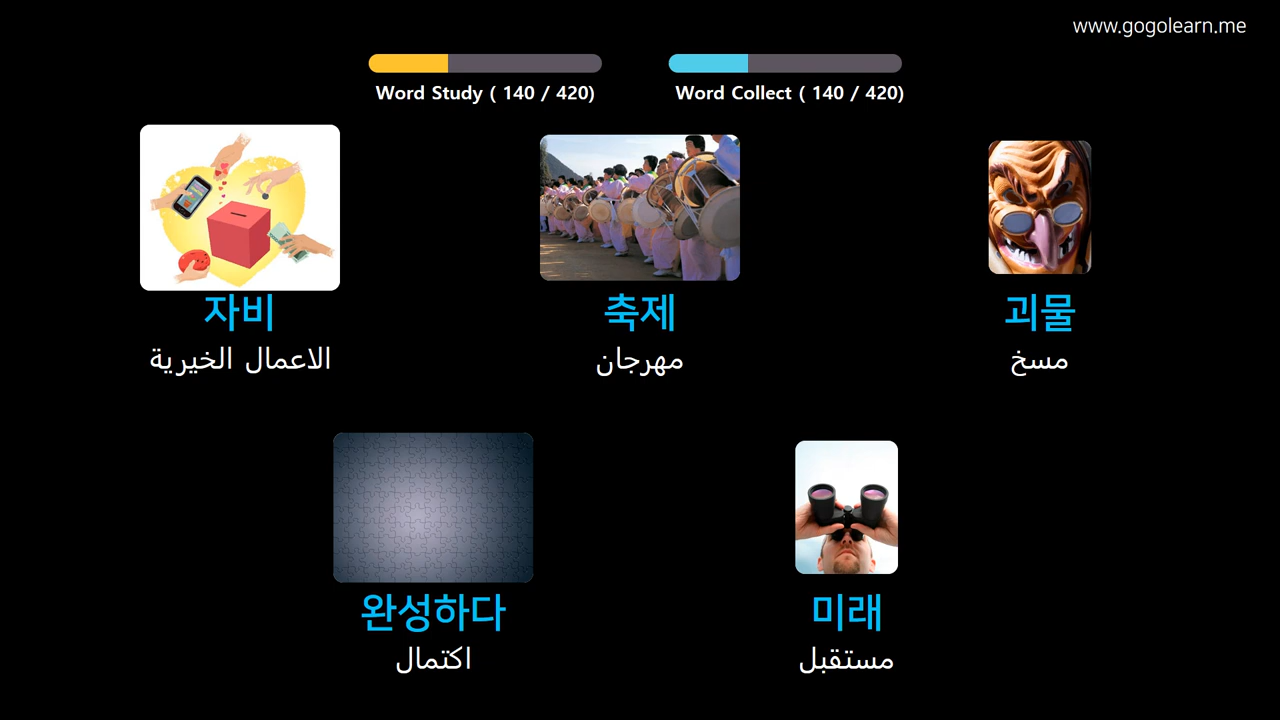 www.gogolearn.me
Word Study ( 140 / 420)
Word Collect ( 140 / 420)
자비
الاعمال الخيرية
축제
مهرجان
괴물
مسخ
완성하다
اكتمال
미래
مستقبل